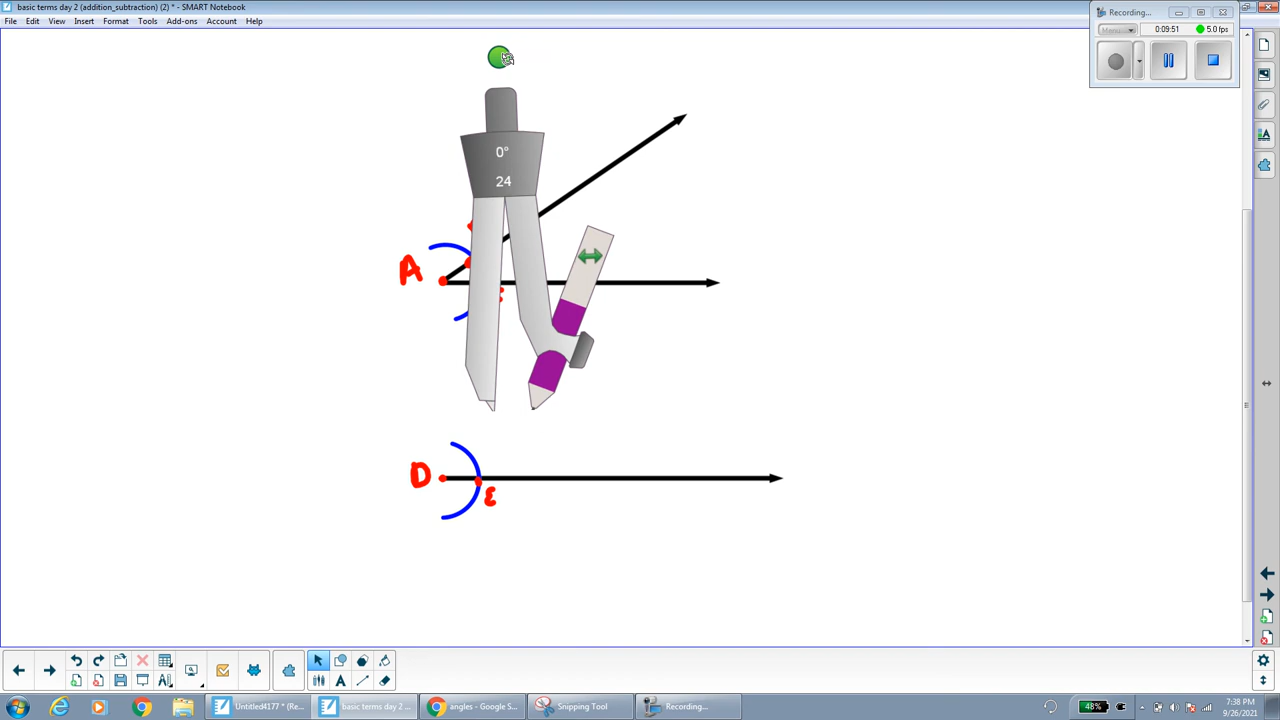 basic terms day 2 (addition_subtraction) (2) * - SMART Notebook
File Edit View Insert Format Tools Add-ons Account Help
Recording...
Menu
0:09:51 5.0 fps
0°
24
A
D
E
Untitled4177 * (Re...
basic terms day 2 ...
angles - Google S...
Snipping Tool
Recording...
48%
7:38 PM
9/26/2021